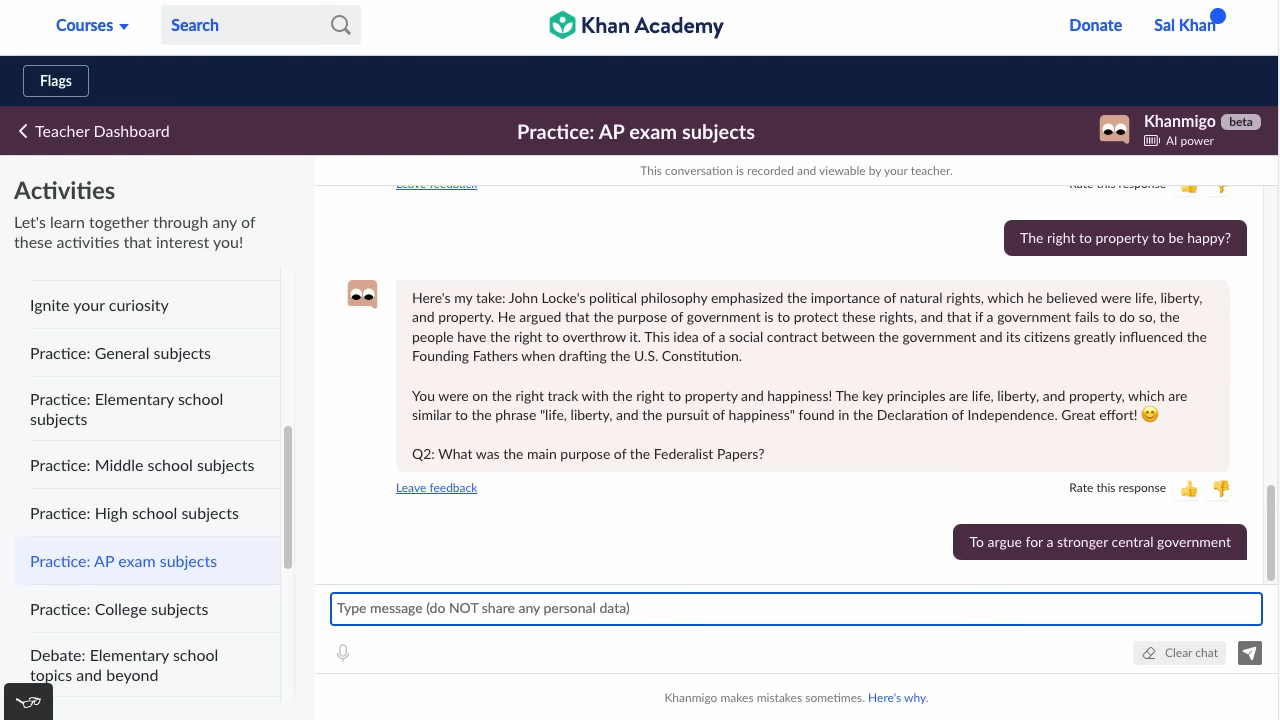 Courses
Search
Khan Academy
Donate
Sal Khan
Flags
Teacher Dashboard
Practice: AP exam subjects
Khanmigo beta
AI power
Activities
Let's learn together through any of
these activities that interest you!
Ignite your curiosity
Practice: General subjects
Practice: Elementary school
subjects
Practice: Middle school subjects
Practice: High school subjects
Practice: AP exam subjects
Practice: College subjects
Debate: Elementary school
topics and beyond
This conversation is recorded and viewable by your teacher.
Leave feedback
Rate this response
The right to property to be happy?
Here's my take: John Locke's political philosophy emphasized the importance of natural rights, which he believed were life, liberty,
and property. He argued that the purpose of government is to protect these rights, and that if a government fails to do so, the
people have the right to overthrow it. This idea of a social contract between the government and its citizens greatly influenced the
Founding Fathers when drafting the U.S. Constitution.
You were on the right track with the right to property and happiness! The key principles are life, liberty, and property, which are
similar to the phrase "life, liberty, and the pursuit of happiness" found in the Declaration of Independence. Great effort! 😊
Q2: What was the main purpose of the Federalist Papers?
Leave feedback
Rate this response
To argue for a stronger central government
Type message (do NOT share any personal data)
Clear chat
Khanmigo makes mistakes sometimes. Here's why.